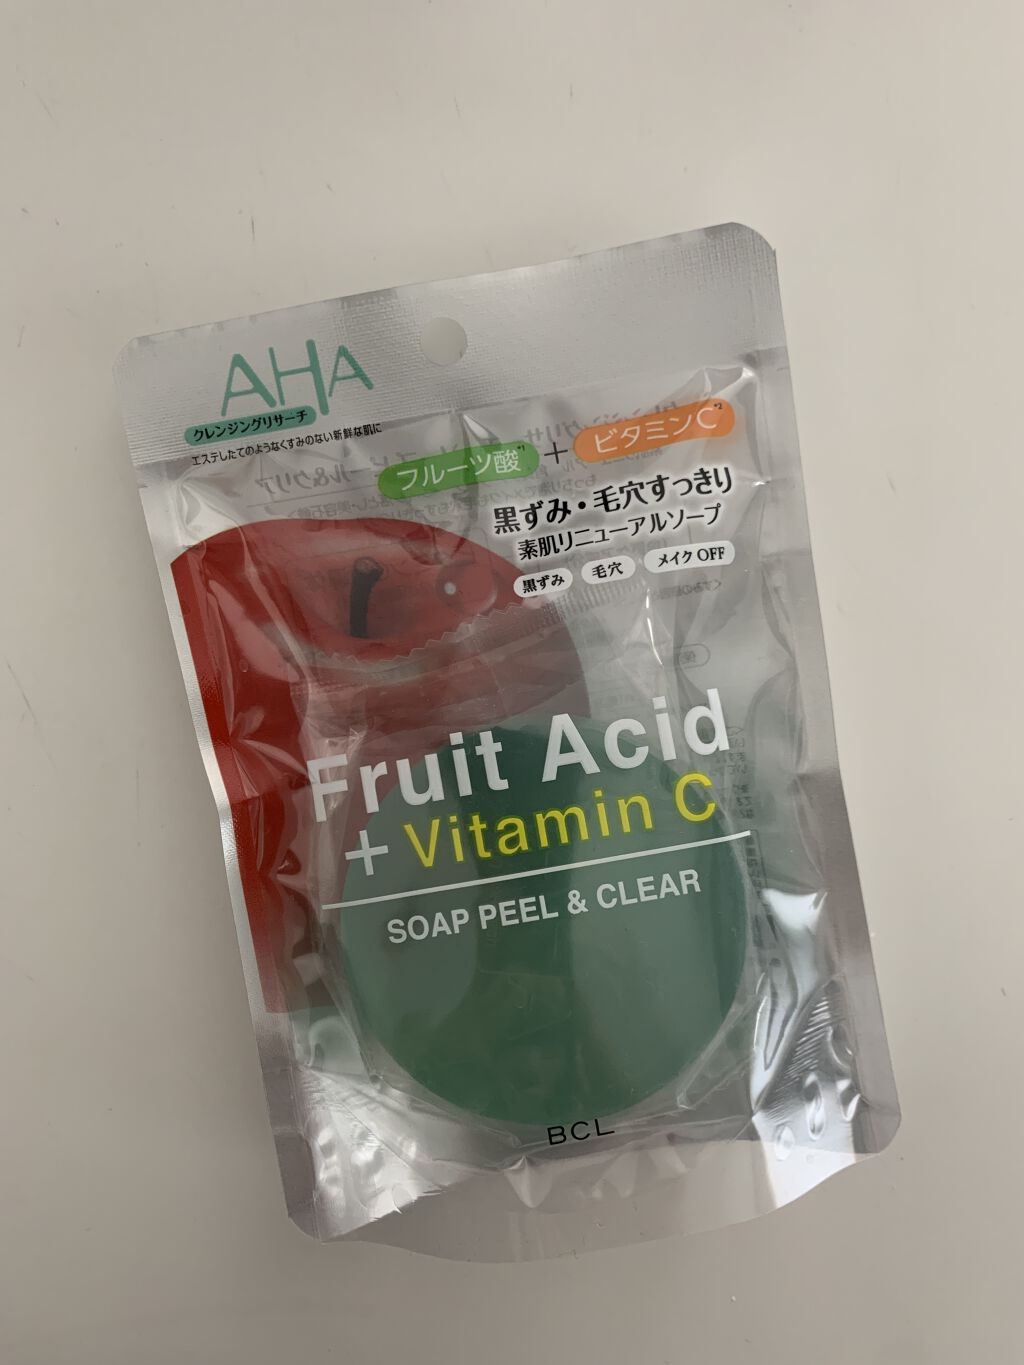 AHA
クレンジングリサーチ
エステしたてのようなくすみのない新鮮な肌に
フルーツ酸*1 + ビタミンC*2
黒ずみ・毛穴すっきり
素肌リニューアルソープ
黒ずみ 毛穴 メイクOFF
Fruit Acid
+ Vitamin C
SOAP PEEL & CLEAR
BCL